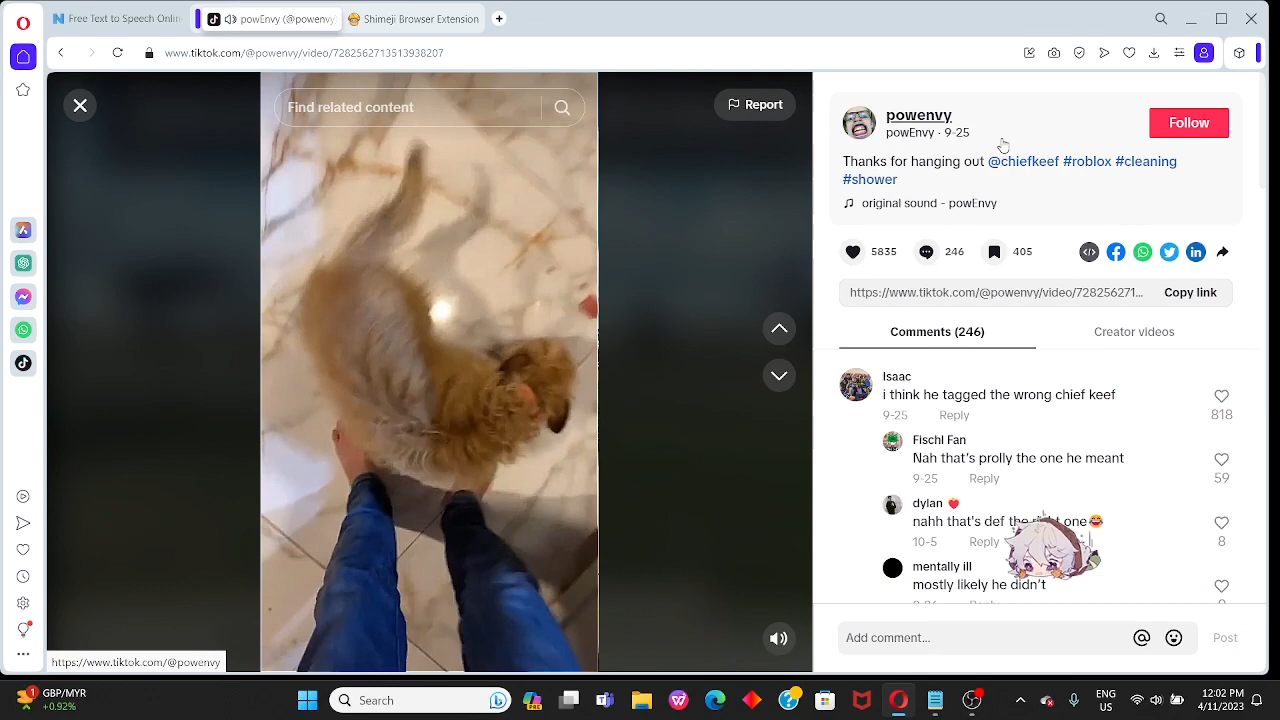 Free Text to Speech Onlin
powEnvy (@powenvy)
Shimeji Browser Extension
www.tiktok.com/@powenvy/video/7282562713513938207
Find related content
Report
powenvy
powEnvy · 9-25
Follow
Thanks for hanging out @chiefkeef #roblox #cleaning
#shower
original sound - powEnvy
5835
246
405
https://www.tiktok.com/@powenvy/video/728256271...
Copy link
Comments (246)
Creator videos
Isaac
i think he tagged the wrong chief keef
9-25
Reply
818
Fischl Fan
Nah that's prolly the one he meant
9-25
Reply
59
dylan
nahh that's def the right one
10-5
Reply
8
mentally ill
mostly likely he didn't
Add comment...
Post
https://www.tiktok.com/@powenvy
1
GBP/MYR
+0.92%
Search
PRE
ENG
US
12:02 PM